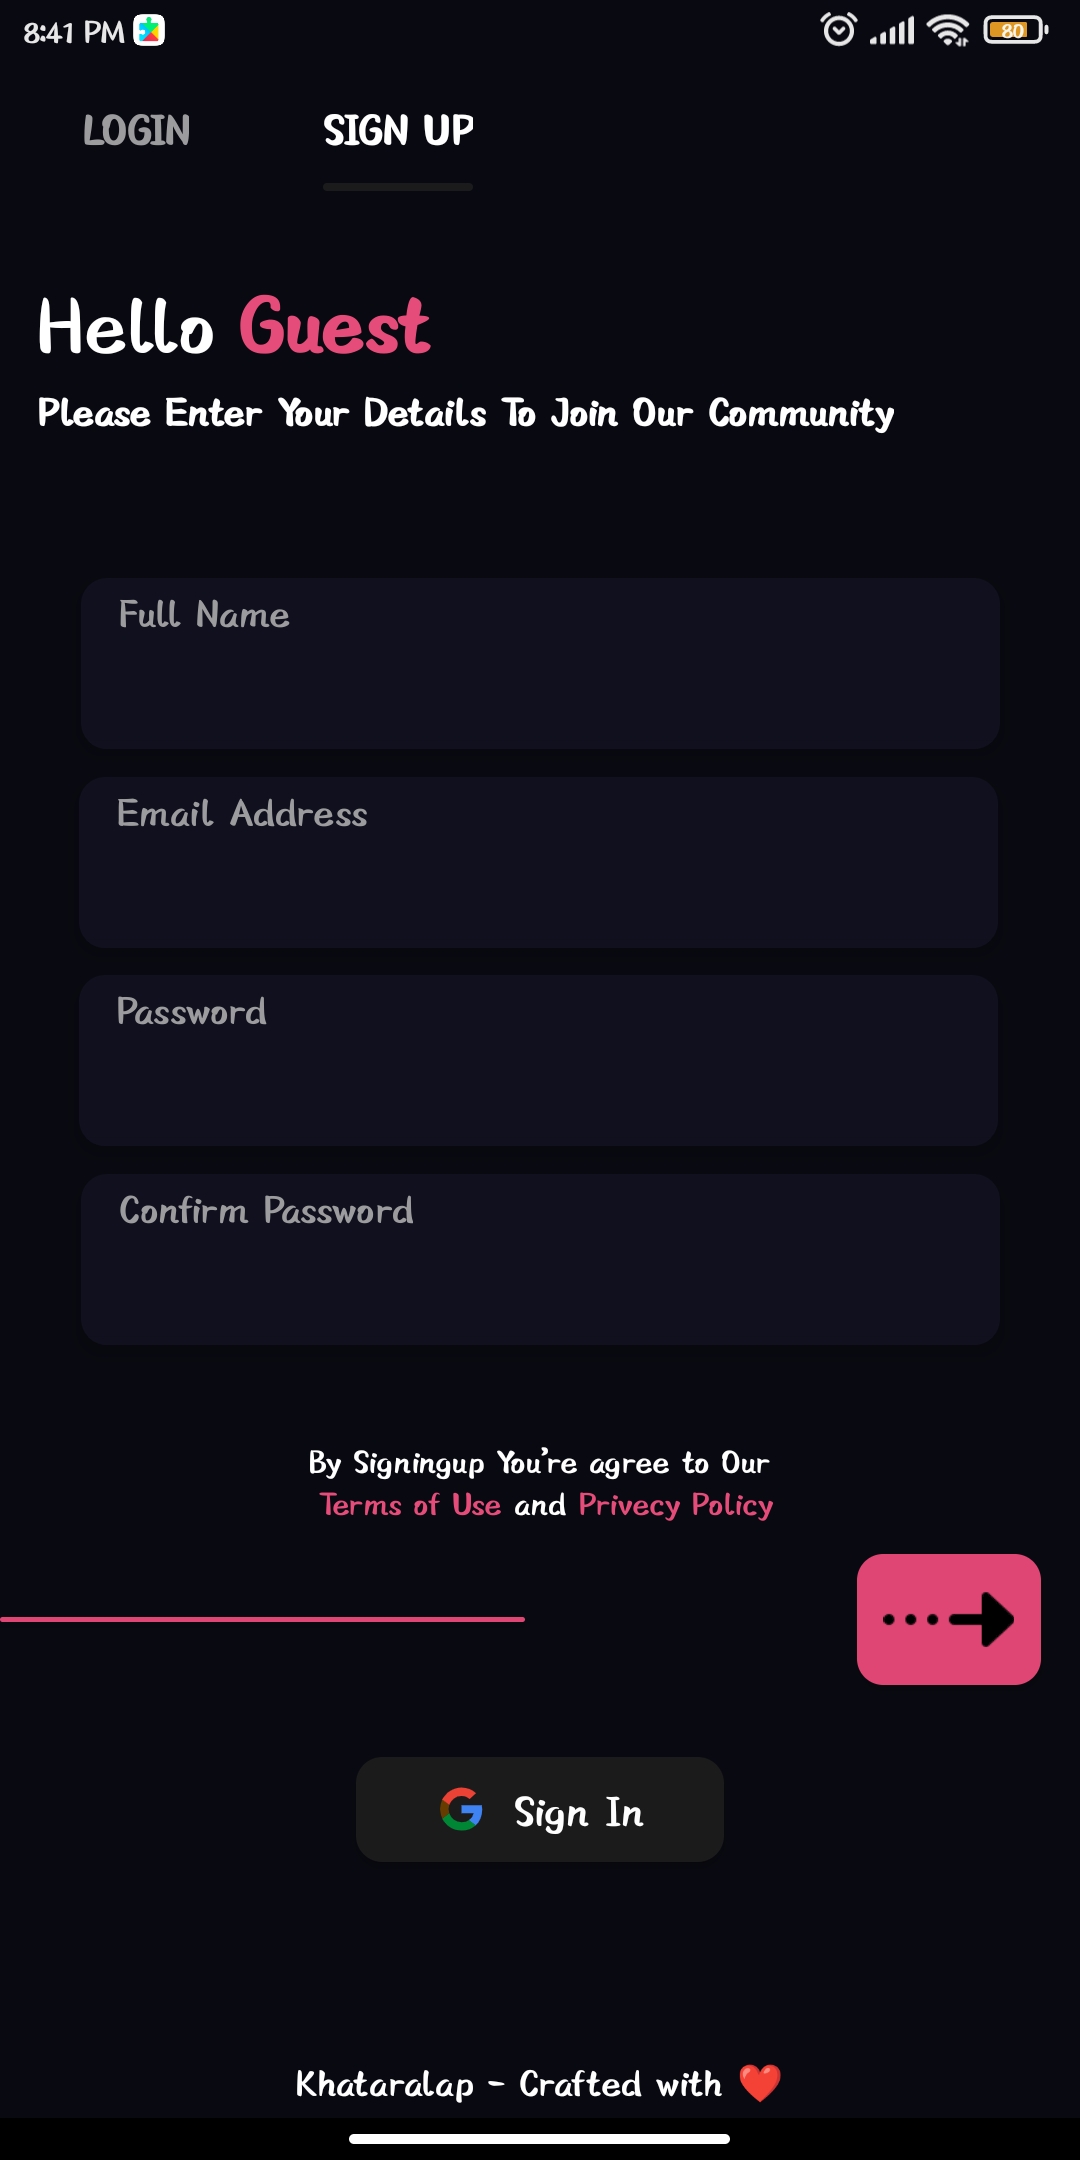 8:41 PM
80
LOGIN SIGN UP
Hello Guest
Please Enter Your Details To Join Our Community
Full Name
Email Address
Password
Confirm Password
By Signingup You’re agree to Our
Terms of Use and Privecy Policy
Sign In
Khataralap - Crafted with ❤️